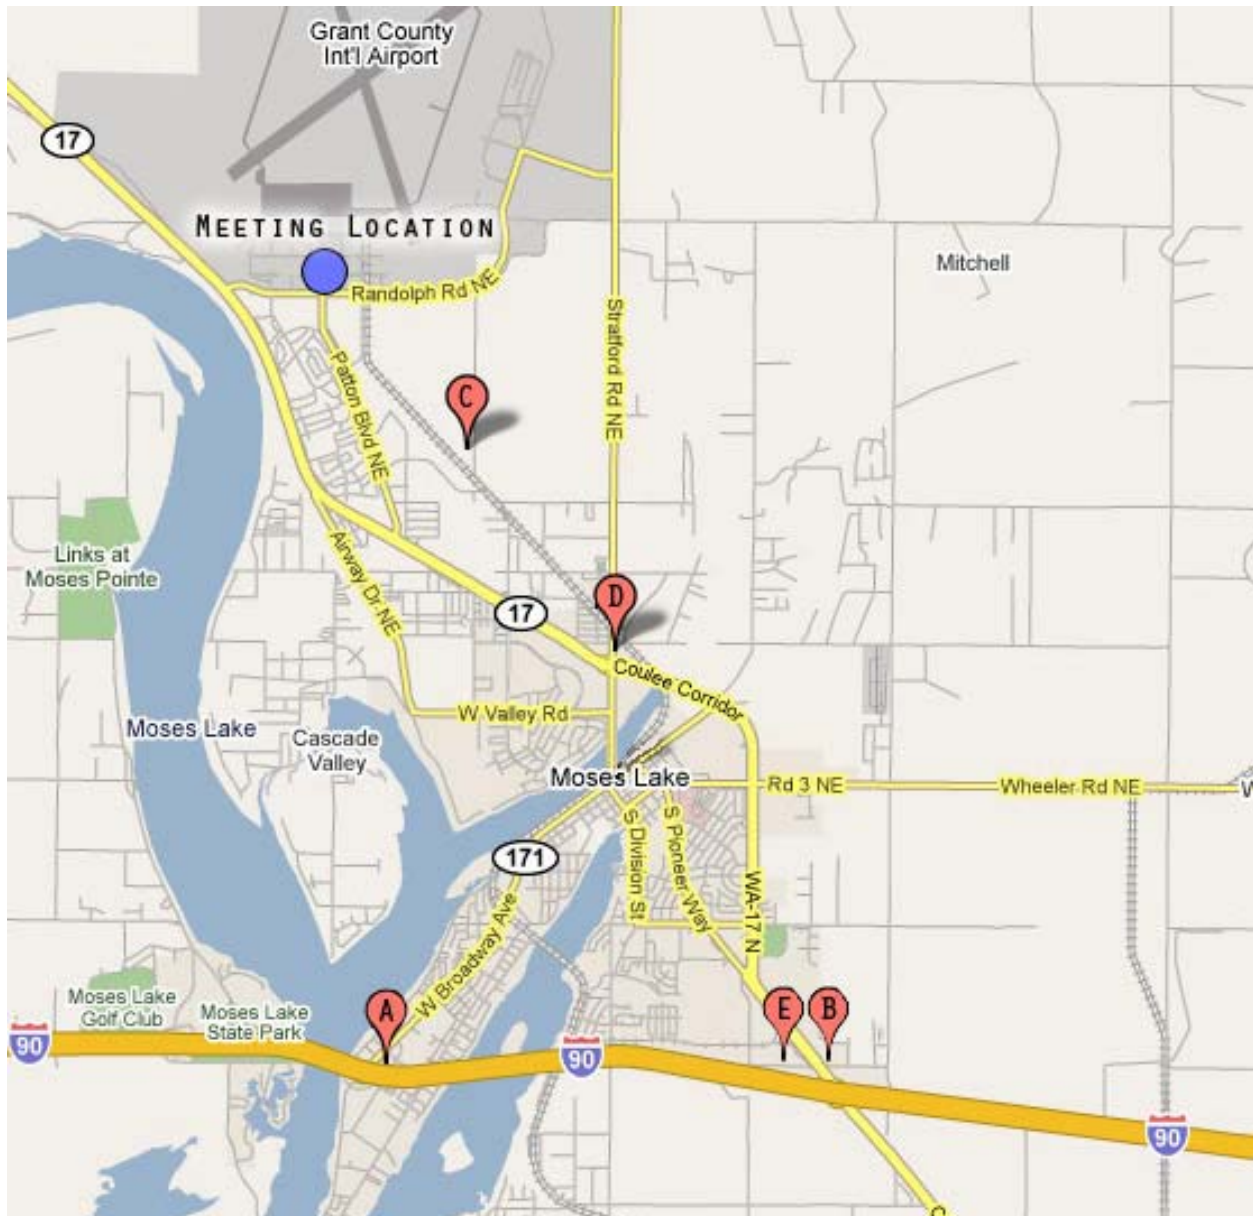 Grant County
Int'l Airport
17
MEETING LOCATION
Mitchell
Randolph Rd NE
Stratford Rd NE
Patton Blvd NE
C
Links at
Moses Pointe
Airway Dr NE
D
17
Coulee Corridor
W Valley Rd
Moses Lake
Cascade
Valley
Moses Lake
Rd 3 NE
Wheeler Rd NE
W
S Division St
S Pioneer Way
171
WA-17 N
W Broadway Ave
Moses Lake
Golf Club
Moses Lake
State Park
A
E
B
90
90
90